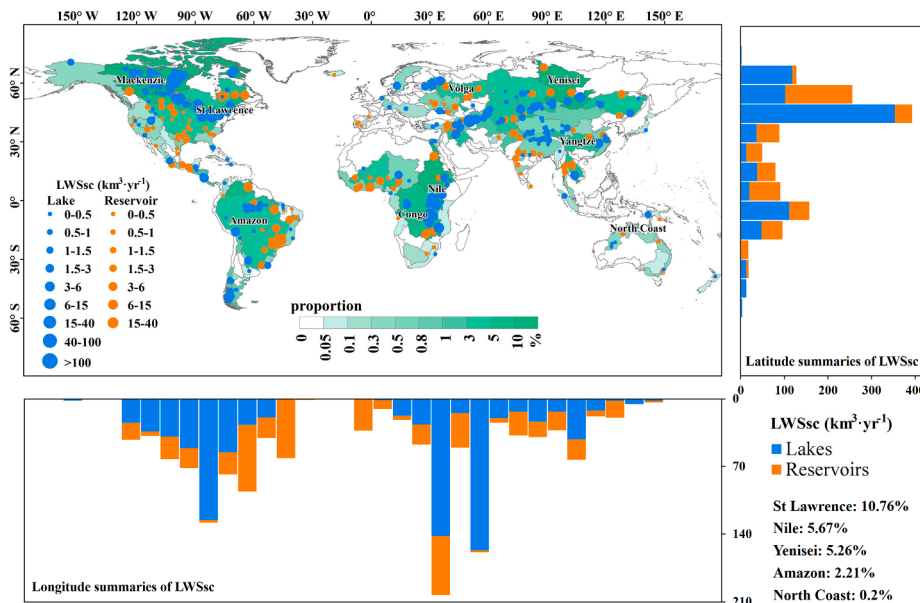 150° W 120° W 90° W 60° W 30° W 0° E 30° E 60° E 90° E 120° E 150° E
60° N
30° N
0°
30° S
60° S
Mackenzie
St Lawrence
Amazon
Volga
Yenisei
Yangtze
Nile
Congo
North Coast
LWSsc (km³·yr⁻¹)
Lake Reservoir
0-0.5 0-0.5
0.5-1 0.5-1
1-1.5 1-1.5
1.5-3 1.5-3
3-6 3-6
6-15 6-15
15-40 15-40
40-100
>100
proportion
0 0.05 0.1 0.3 0.5 0.8 1 3 5 10 %
Latitude summaries of LWSsc
0 100 200 300 400
0
70
140
210
Longitude summaries of LWSsc
LWSsc (km³·yr⁻¹)
Lakes
Reservoirs
St Lawrence: 10.76%
Nile: 5.67%
Yenisei: 5.26%
Amazon: 2.21%
North Coast: 0.2%